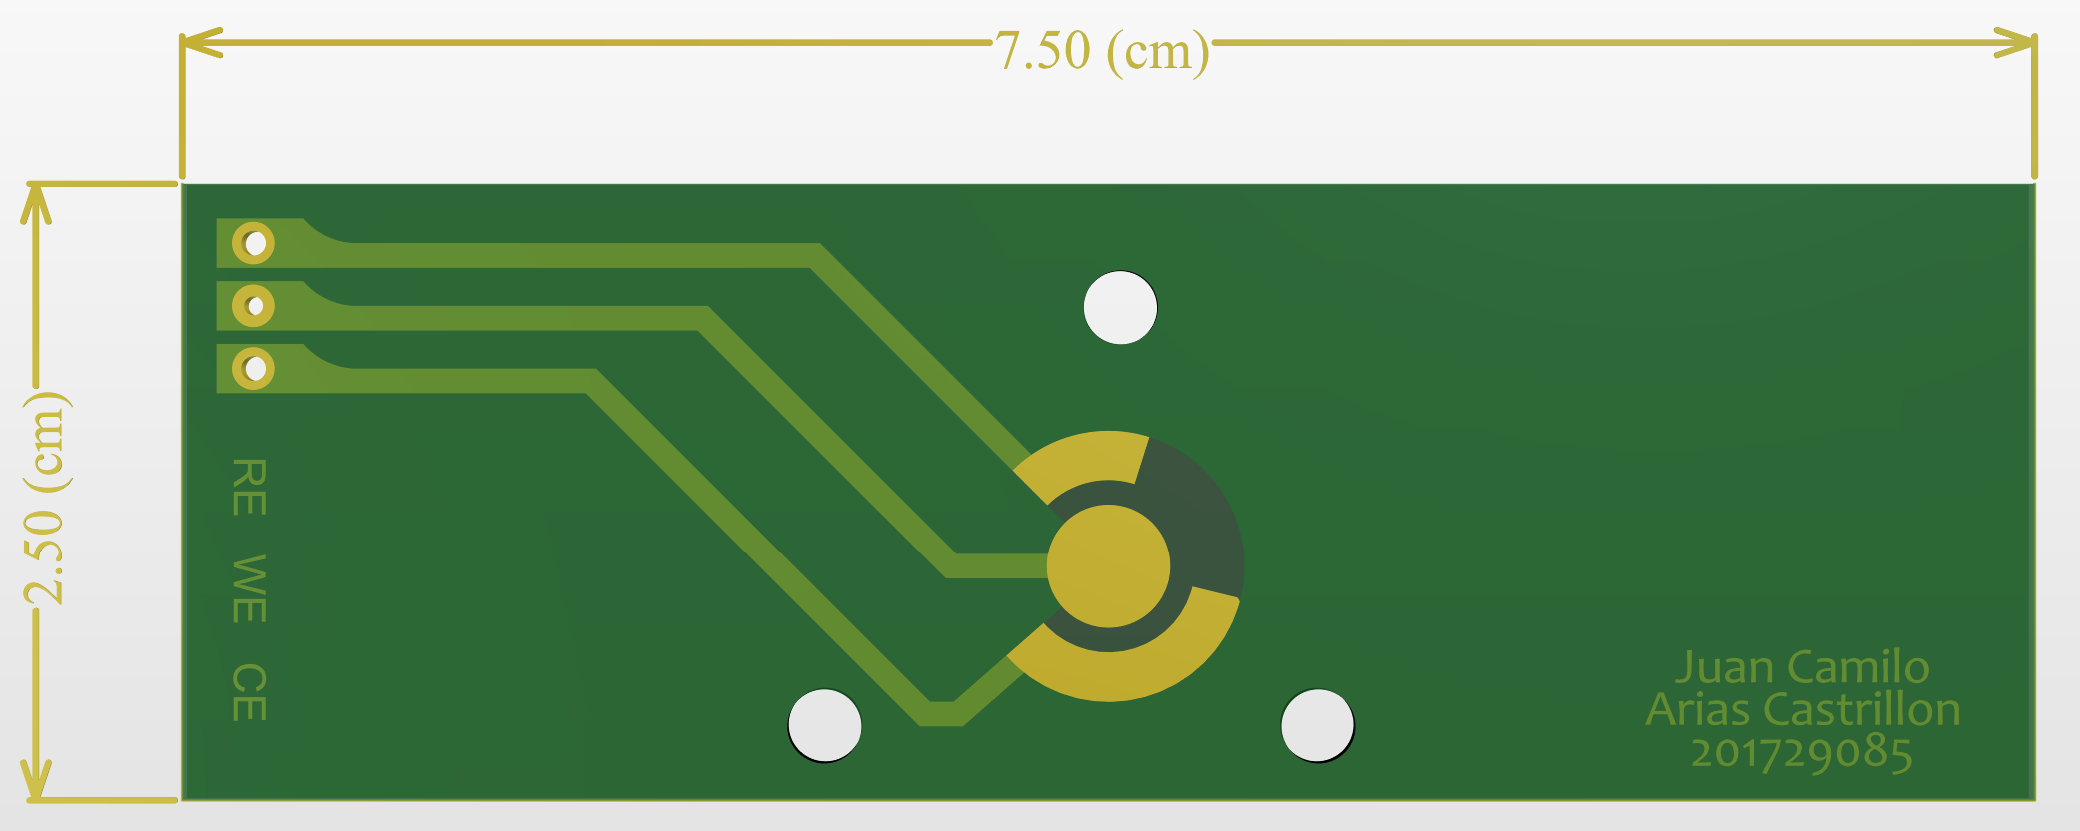 7.50 (cm)
2.50 (cm)
RE WE CE
Juan Camilo
Arias Castrillon
201729085